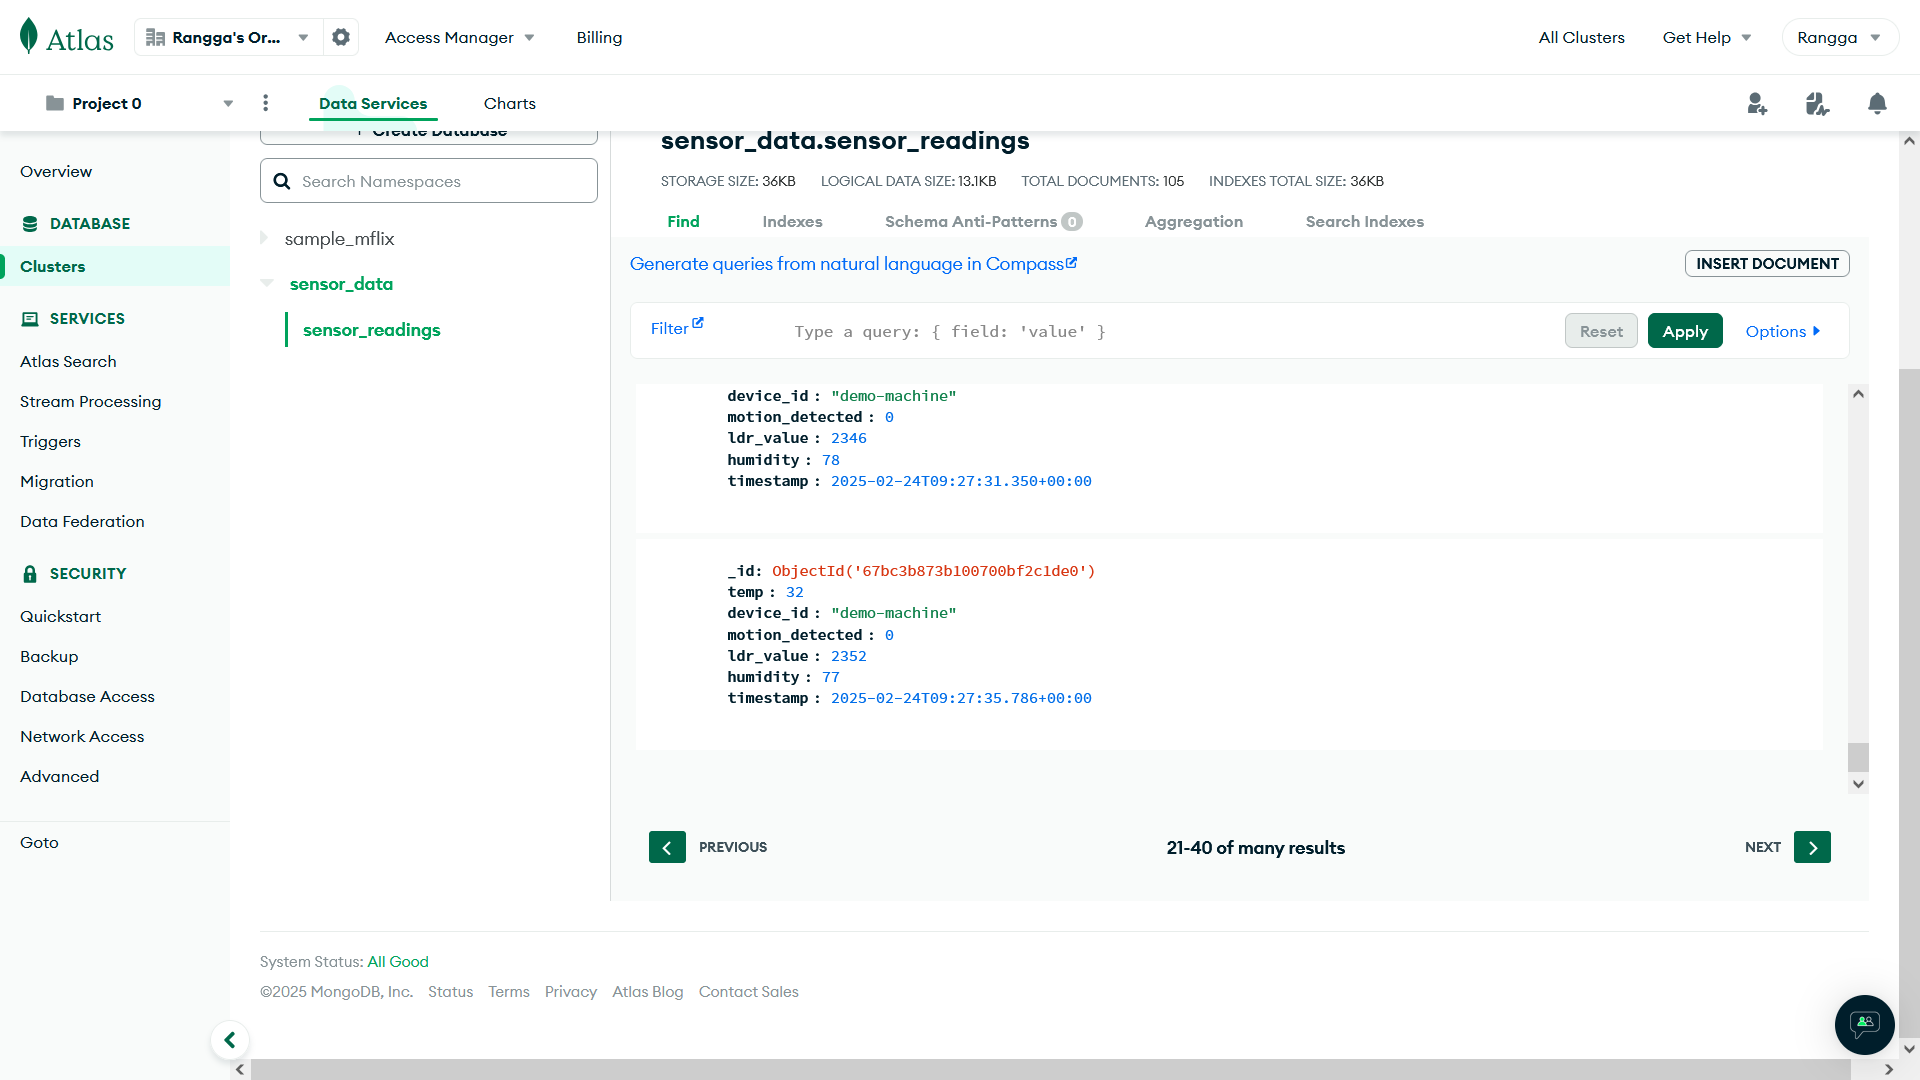 Atlas
Rangga's Or...
Access Manager
Billing
All Clusters
Get Help
Rangga
Project 0
Data Services
Charts
Overview
DATABASE
Clusters
SERVICES
Atlas Search
Stream Processing
Triggers
Migration
Data Federation
SECURITY
Quickstart
Backup
Database Access
Network Access
Advanced
Goto
+ Create Database
Search Namespaces
sample_mflix
sensor_data
sensor_readings
sensor_data.sensor_readings
STORAGE SIZE: 36KB LOGICAL DATA SIZE: 13.1KB TOTAL DOCUMENTS: 105 INDEXES TOTAL SIZE: 36KB
Find Indexes Schema Anti-Patterns 0 Aggregation Search Indexes
Generate queries from natural language in Compass
INSERT DOCUMENT
Filter
Type a query: { field: 'value' }
Reset
Apply
Options
device_id : "demo-machine"
motion_detected : 0
ldr_value : 2346
humidity : 78
timestamp : 2025-02-24T09:27:31.350+00:00
_id: ObjectId('67bc3b873b100700bf2c1de0')
temp : 32
device_id : "demo-machine"
motion_detected : 0
ldr_value : 2352
humidity : 77
timestamp : 2025-02-24T09:27:35.786+00:00
PREVIOUS
21-40 of many results
NEXT
System Status: All Good
©2025 MongoDB, Inc. Status Terms Privacy Atlas Blog Contact Sales